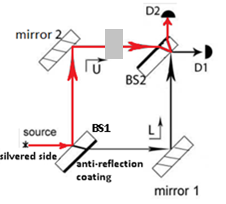 D2
mirror 2
U
BS2
D1
source
BS1
L
silvered side
anti-reflection
coating
mirror 1